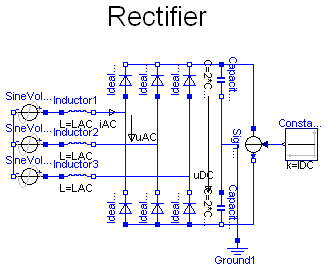 Rectifier
Ideal...
Ideal...
Ideal...
C=2*C...
Capacit...
SineVol...
Inductor1
L=LAC
iAC
SineVol...
Inductor2
L=LAC
uAC
Sign...
Consta...
k=IDC
SineVol...
Inductor3
L=LAC
uDC
Ideal...
Ideal...
Ideal...
C=2*C...
Capacit...
Ground1